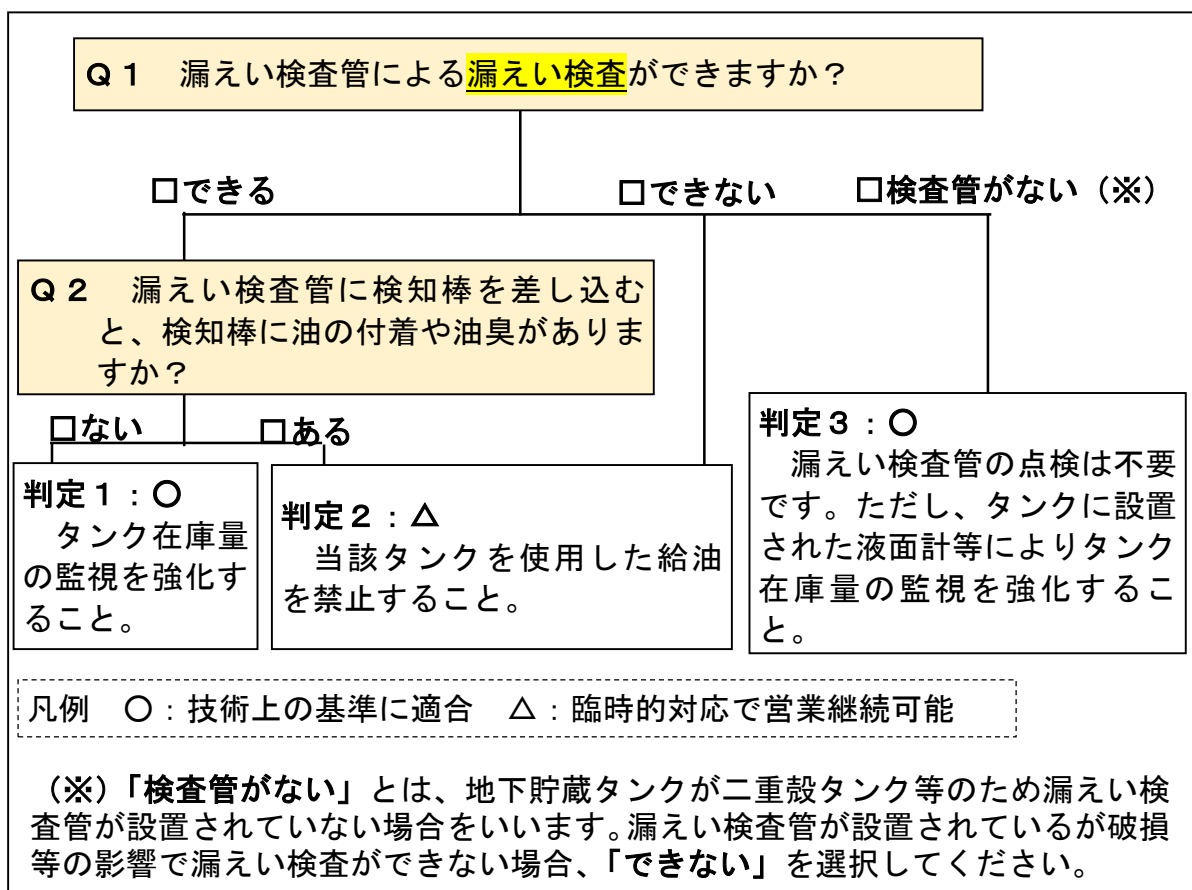 Q1　漏えい検査管による漏えい検査ができますか？
□できる
□できない
□検査管がない（※）
Q2　漏えい検査管に検知棒を差し込む
と、検知棒に油の付着や油臭がありま
すか？
□ない
□ある
判定１：○
タンク在庫量
の監視を強化す
ること。
判定２：△
当該タンクを使用した給油
を禁止すること。
判定３：○
漏えい検査管の点検は不要
です。ただし、タンクに設置
された液面計等によりタンク
在庫量の監視を強化するこ
と。
凡例　○：技術上の基準に適合　△：臨時的対応で営業継続可能
（※）「検査管がない」とは、地下貯蔵タンクが二重殻タンク等のため漏えい検
査管が設置されていない場合をいいます。漏えい検査管が設置されているが破損
等の影響で漏えい検査ができない場合、「できない」を選択してください。